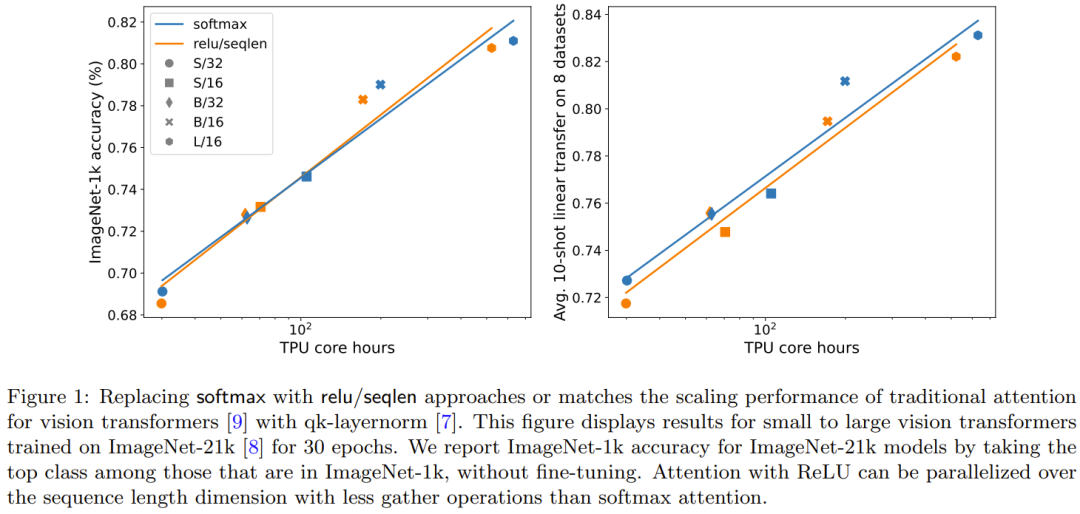 0.82
0.80
0.78
0.76
0.74
0.72
0.70
0.68
ImageNet-1k accuracy (%)
softmax
relu/seqlen
S/32
S/16
B/32
B/16
L/16
10²
TPU core hours
0.84
0.82
0.80
0.78
0.76
0.74
0.72
Avg. 10-shot linear transfer on 8 datasets
10²
TPU core hours
Figure 1: Replacing softmax with relu/seqlen approaches or matches the scaling performance of traditional attention
for vision transformers [9] with qk-layernorm [7]. This figure displays results for small to large vision transformers
trained on ImageNet-21k [8] for 30 epochs. We report ImageNet-1k accuracy for ImageNet-21k models by taking the
top class among those that are in ImageNet-1k, without fine-tuning. Attention with ReLU can be parallelized over
the sequence length dimension with less gather operations than softmax attention.